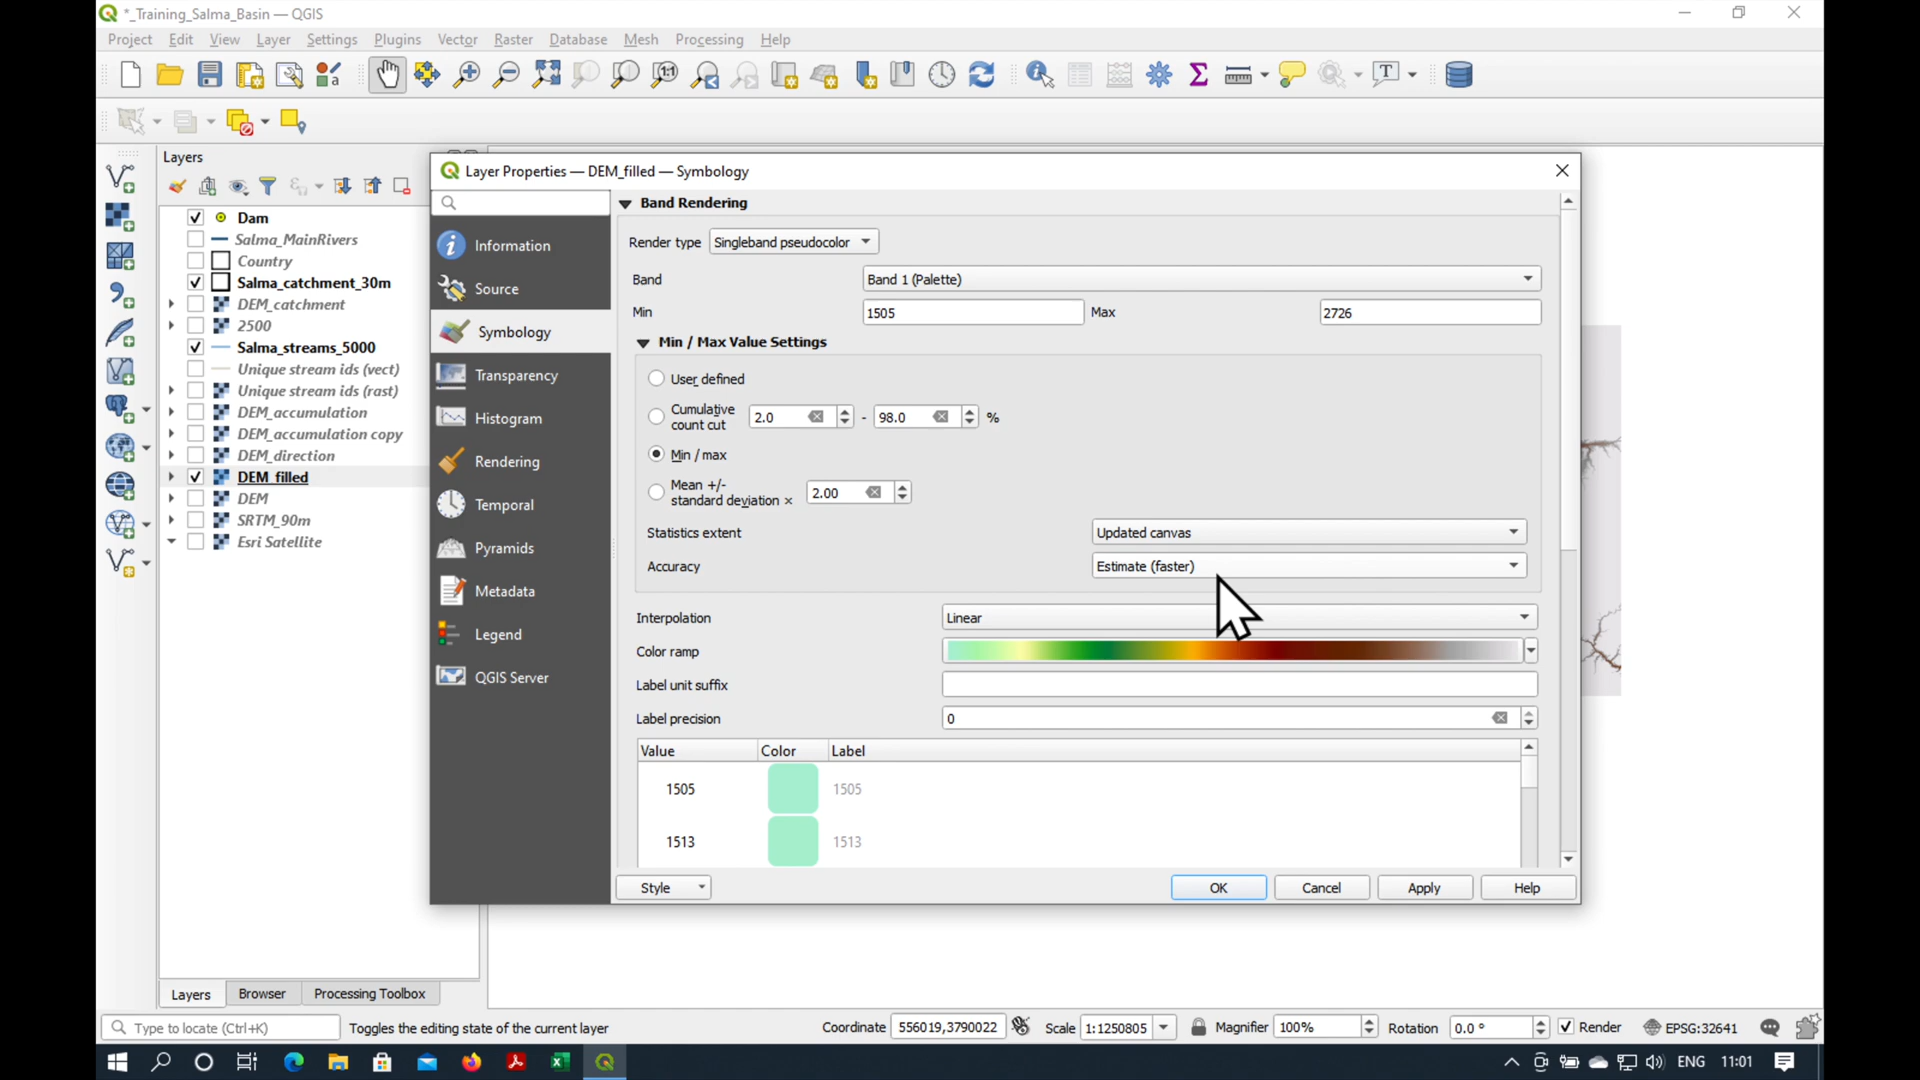 *_Training_Salma_Basin — QGIS
Project Edit View Layer Settings Plugins Vector Raster Database Mesh Processing Help
Layers
Dam
Salma_MainRivers
Country
Salma_catchment_30m
DEM_catchment
2500
Salma_streams_5000
Unique stream ids (vect)
Unique stream ids (rast)
DEM_accumulation
DEM_accumulation copy
DEM_direction
DEM_filled
DEM
SRTM_90m
Esri Satellite
Layer Properties — DEM_filled — Symbology
Information
Source
Symbology
Transparency
Histogram
Rendering
Temporal
Pyramids
Metadata
Legend
QGIS Server
Band Rendering
Render type Singleband pseudocolor
Band Band 1 (Palette)
Min 1505 Max 2726
Min / Max Value Settings
User defined
Cumulative
count cut 2.0 - 98.0 %
Min / max
Mean +/-
standard deviation × 2.00
Statistics extent Updated canvas
Accuracy Estimate (faster)
Interpolation Linear
Color ramp
Label unit suffix
Label precision 0
Value Color Label
1505 1505
1513 1513
Style OK Cancel Apply Help
Layers Browser Processing Toolbox
Type to locate (Ctrl+K) Toggles the editing state of the current layer Coordinate 556019,3790022 Scale 1:1250805 Magnifier 100% Rotation 0.0 ° Render EPSG:32641
ENG 11:01